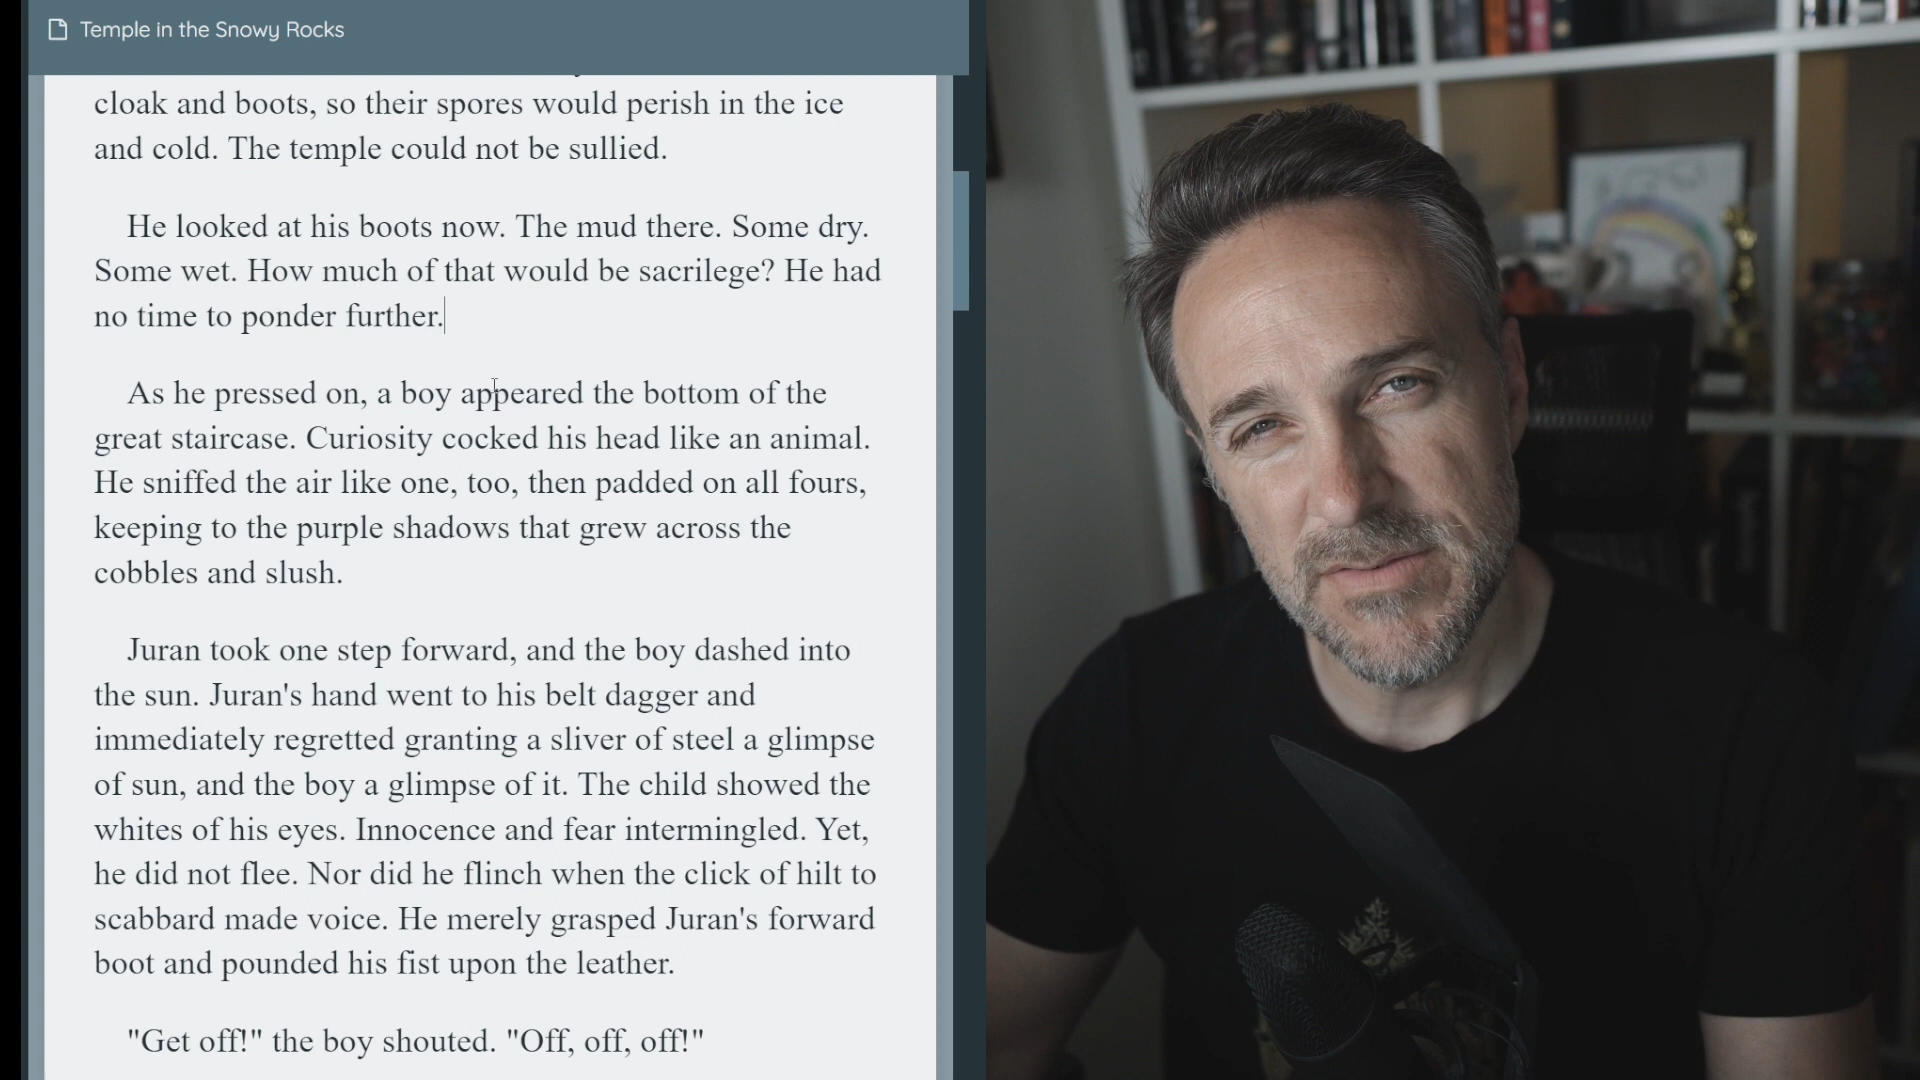 Temple in the Snowy Rocks
cloak and boots, so their spores would perish in the ice
and cold. The temple could not be sullied.
He looked at his boots now. The mud there. Some dry.
Some wet. How much of that would be sacrilege? He had
no time to ponder further.
As he pressed on, a boy appeared the bottom of the
great staircase. Curiosity cocked his head like an animal.
He sniffed the air like one, too, then padded on all fours,
keeping to the purple shadows that grew across the
cobbles and slush.
Juran took one step forward, and the boy dashed into
the sun. Juran's hand went to his belt dagger and
immediately regretted granting a sliver of steel a glimpse
of sun, and the boy a glimpse of it. The child showed the
whites of his eyes. Innocence and fear intermingled. Yet,
he did not flee. Nor did he flinch when the click of hilt to
scabbard made voice. He merely grasped Juran's forward
boot and pounded his fist upon the leather.
"Get off!" the boy shouted. "Off, off, off!"